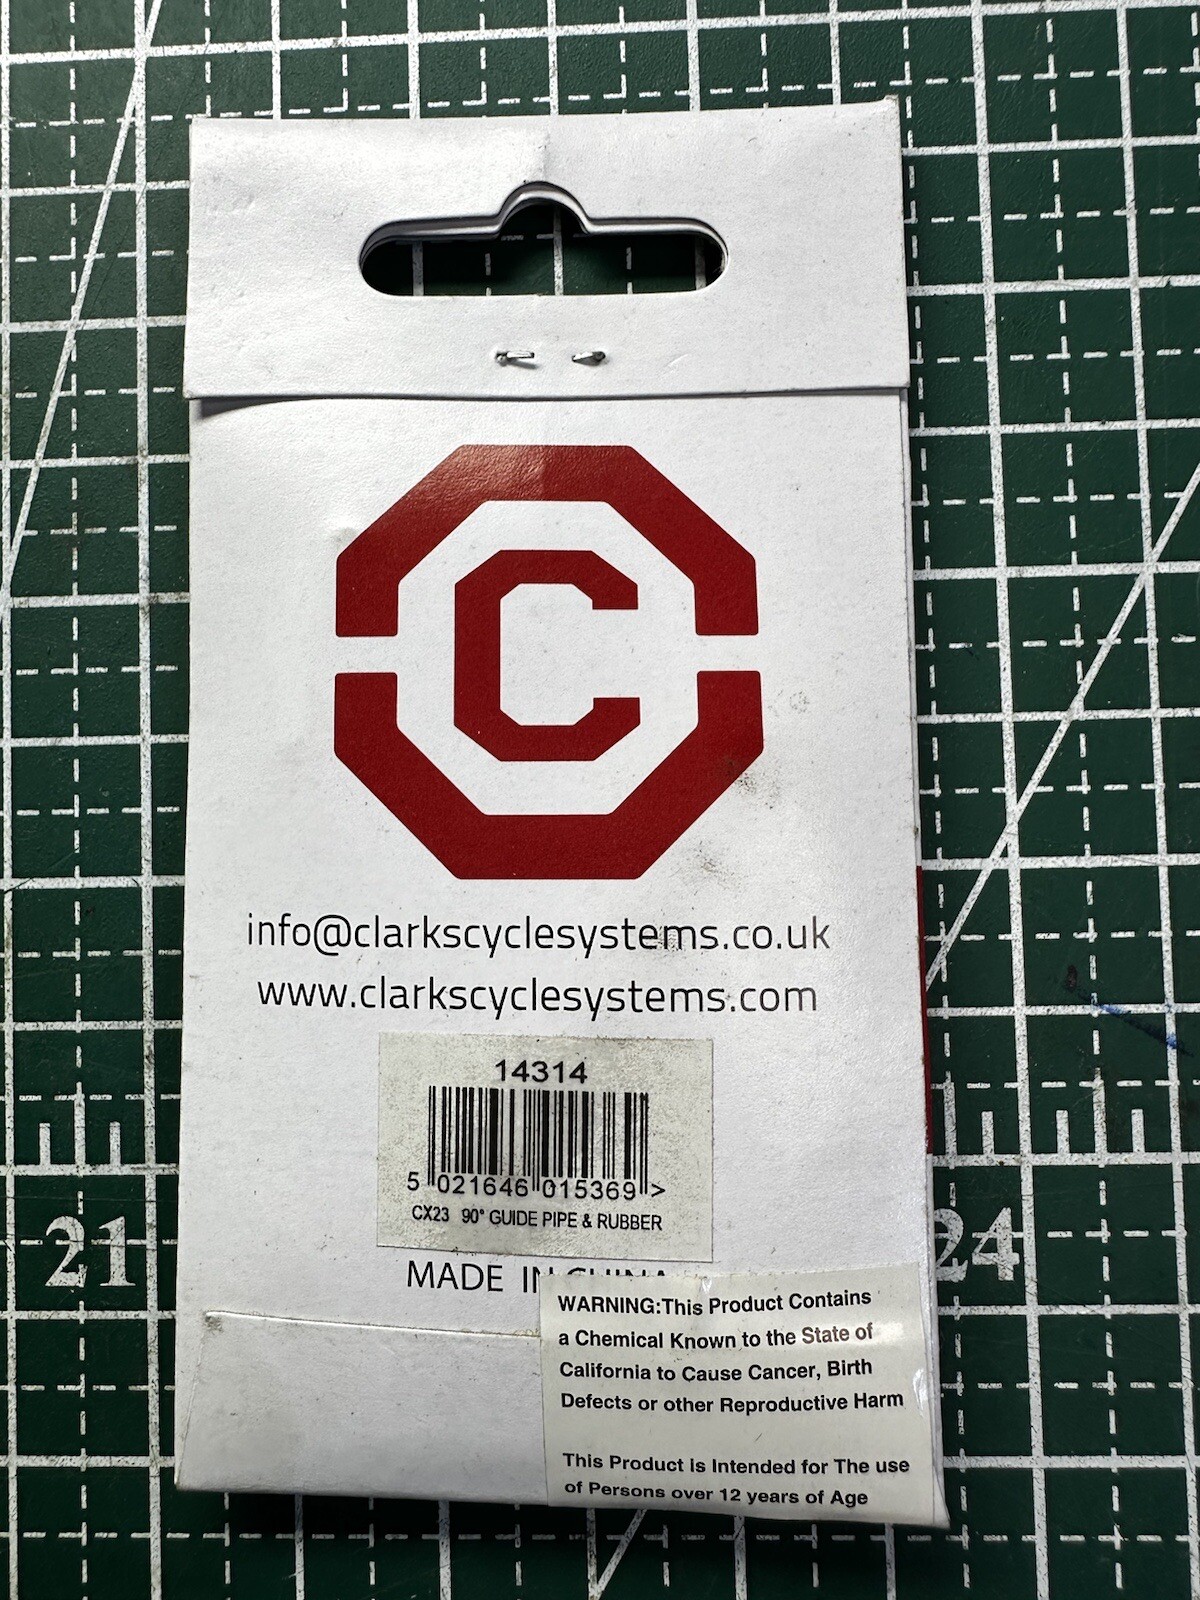 C
info@clarkscyclesystems.co.uk
www.clarkscyclesystems.com
14314
5 021646 015369 >
CX23 90° GUIDE PIPE & RUBBER
MADE IN CHINA
21
24
WARNING:This Product Contains
a Chemical Known to the State of
California to Cause Cancer, Birth
Defects or other Reproductive Harm
This Product is Intended for The use
of Persons over 12 years of Age